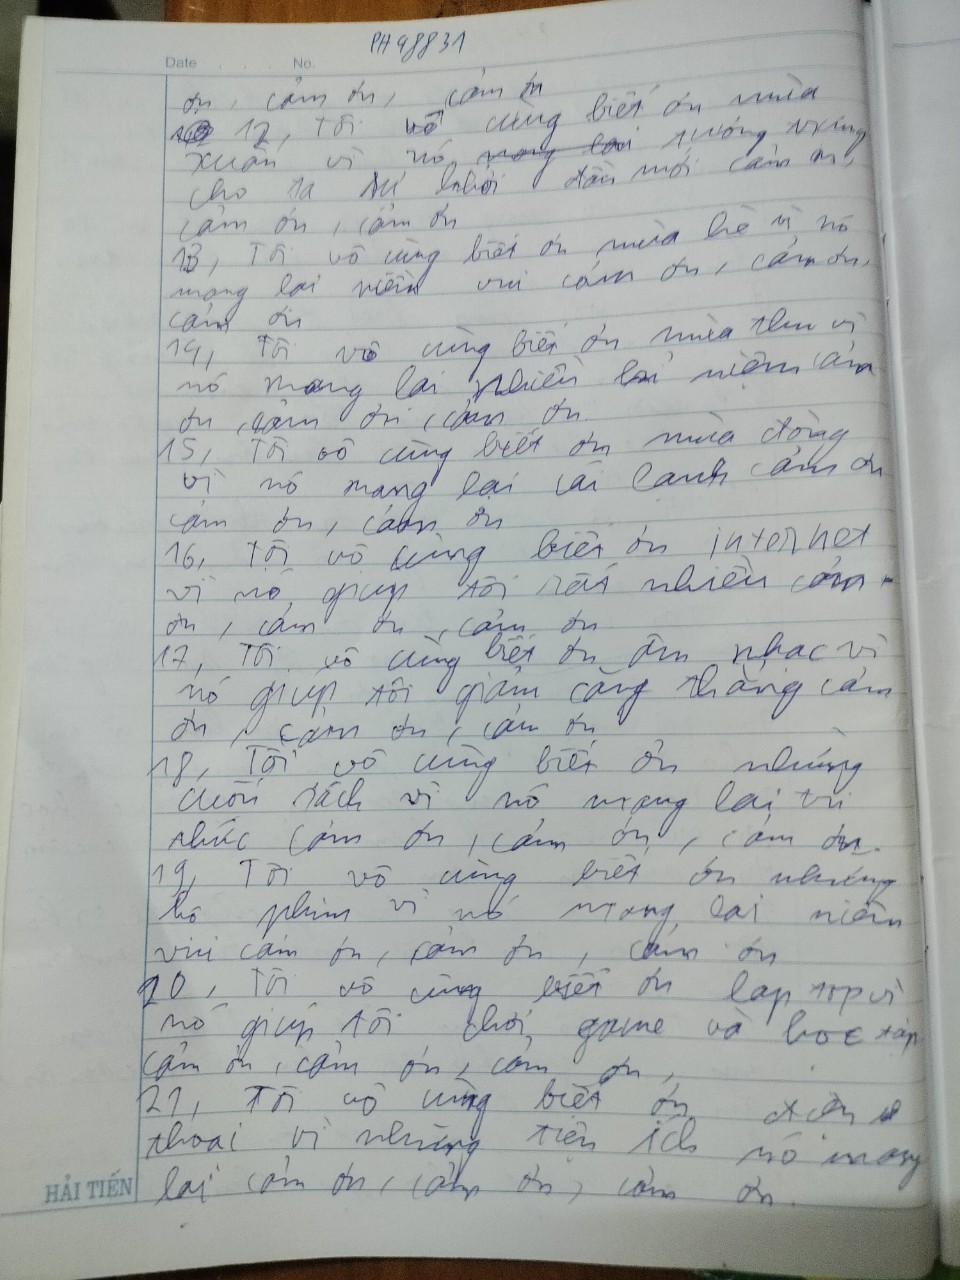 PH98831
Date . . . No.
ơn, cảm ơn, cảm ơn
12, Tôi vô cùng biết ơn mùa
xuân vì nó tượng trưng
cho ta sự khởi đầu mới cảm ơn,
cảm ơn, cảm ơn
13, Tôi vô cùng biết ơn mùa hè vì nó
mang lại niềm vui cảm ơn, cảm ơn,
cảm ơn
14, Tôi vô cùng biết ơn mùa thu vì
nó mang lại nhiều kỉ niệm cảm
ơn, cảm ơn, cảm ơn
15, Tôi vô cùng biết ơn mùa đông
vì nó mang lại cái lạnh cảm ơn
cảm ơn, cảm ơn
16, Tôi vô cùng biết ơn internet
vì nó giúp tôi rất nhiều cảm
ơn, cảm ơn, cảm ơn
17, Tôi vô cùng biết ơn âm nhạc vì
nó giúp tôi giảm căng thẳng cảm
ơn, cảm ơn, cảm ơn
18, Tôi vô cùng biết ơn những
cuốn sách vì nó mang lại tri
thức cảm ơn, cảm ơn, cảm ơn.
19, Tôi vô cùng biết ơn những
bộ phim vì nó mang lại niềm
vui cảm ơn, cảm ơn, cảm ơn
20, Tôi vô cùng biết ơn lap top vì
nó giúp tôi chơi game và học tập
cảm ơn, cảm ơn, cảm ơn,
21, Tôi vô cùng biết ơn điện
thoại vì những tiện ích nó mang
lại cảm ơn, cảm ơn, cảm ơn.
HẢI TIẾN